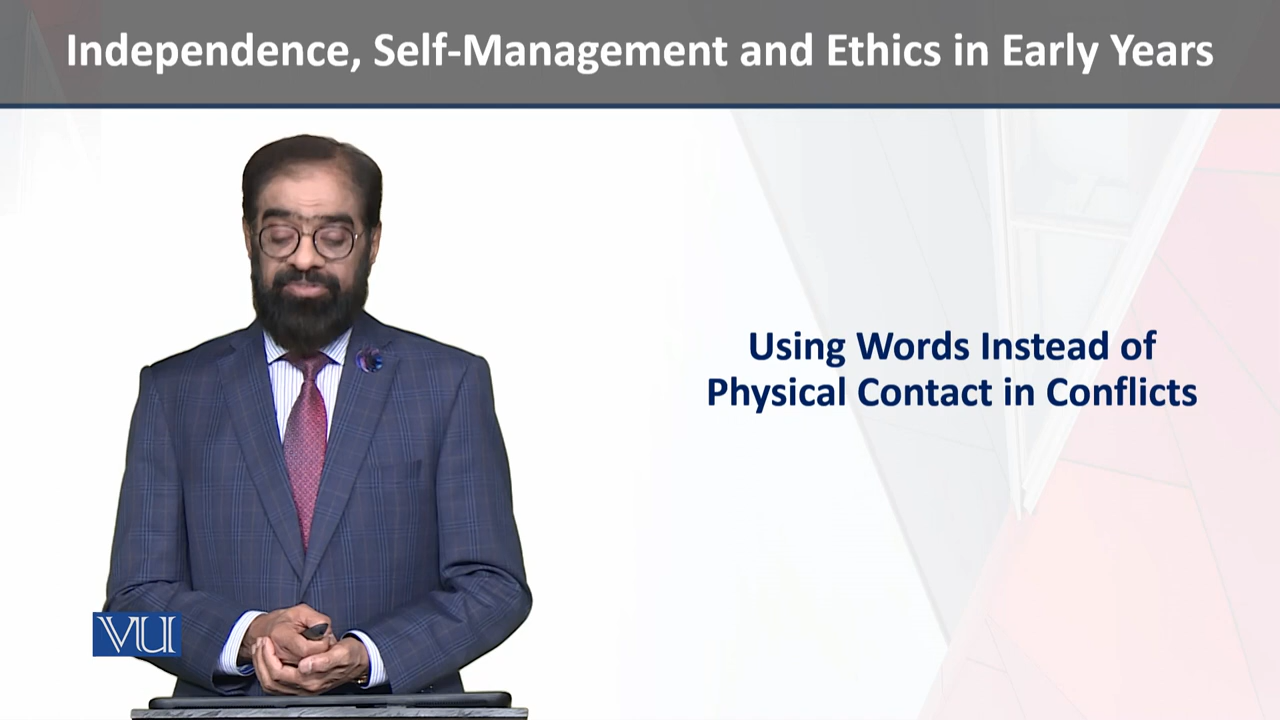 Independence, Self-Management and Ethics in Early Years
Using Words Instead of
Physical Contact in Conflicts
VU